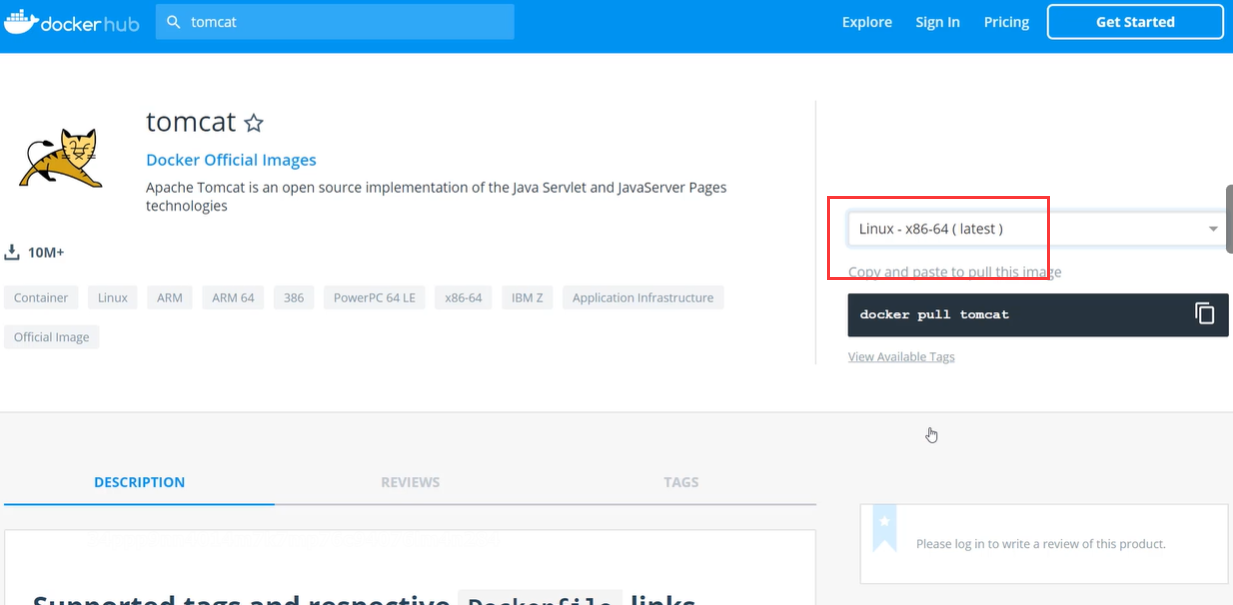 docker hub
tomcat
Explore
Sign In
Pricing
Get Started
tomcat
Docker Official Images
Apache Tomcat is an open source implementation of the Java Servlet and JavaServer Pages
technologies
10M+
Container
Linux
ARM
ARM 64
386
PowerPC 64 LE
x86-64
IBM Z
Application Infrastructure
Official Image
Linux - x86-64 ( latest )
Copy and paste to pull this image
docker pull tomcat
View Available Tags
DESCRIPTION
REVIEWS
TAGS
Please log in to write a review of this product.
Supported tags and respective Dockerfile links